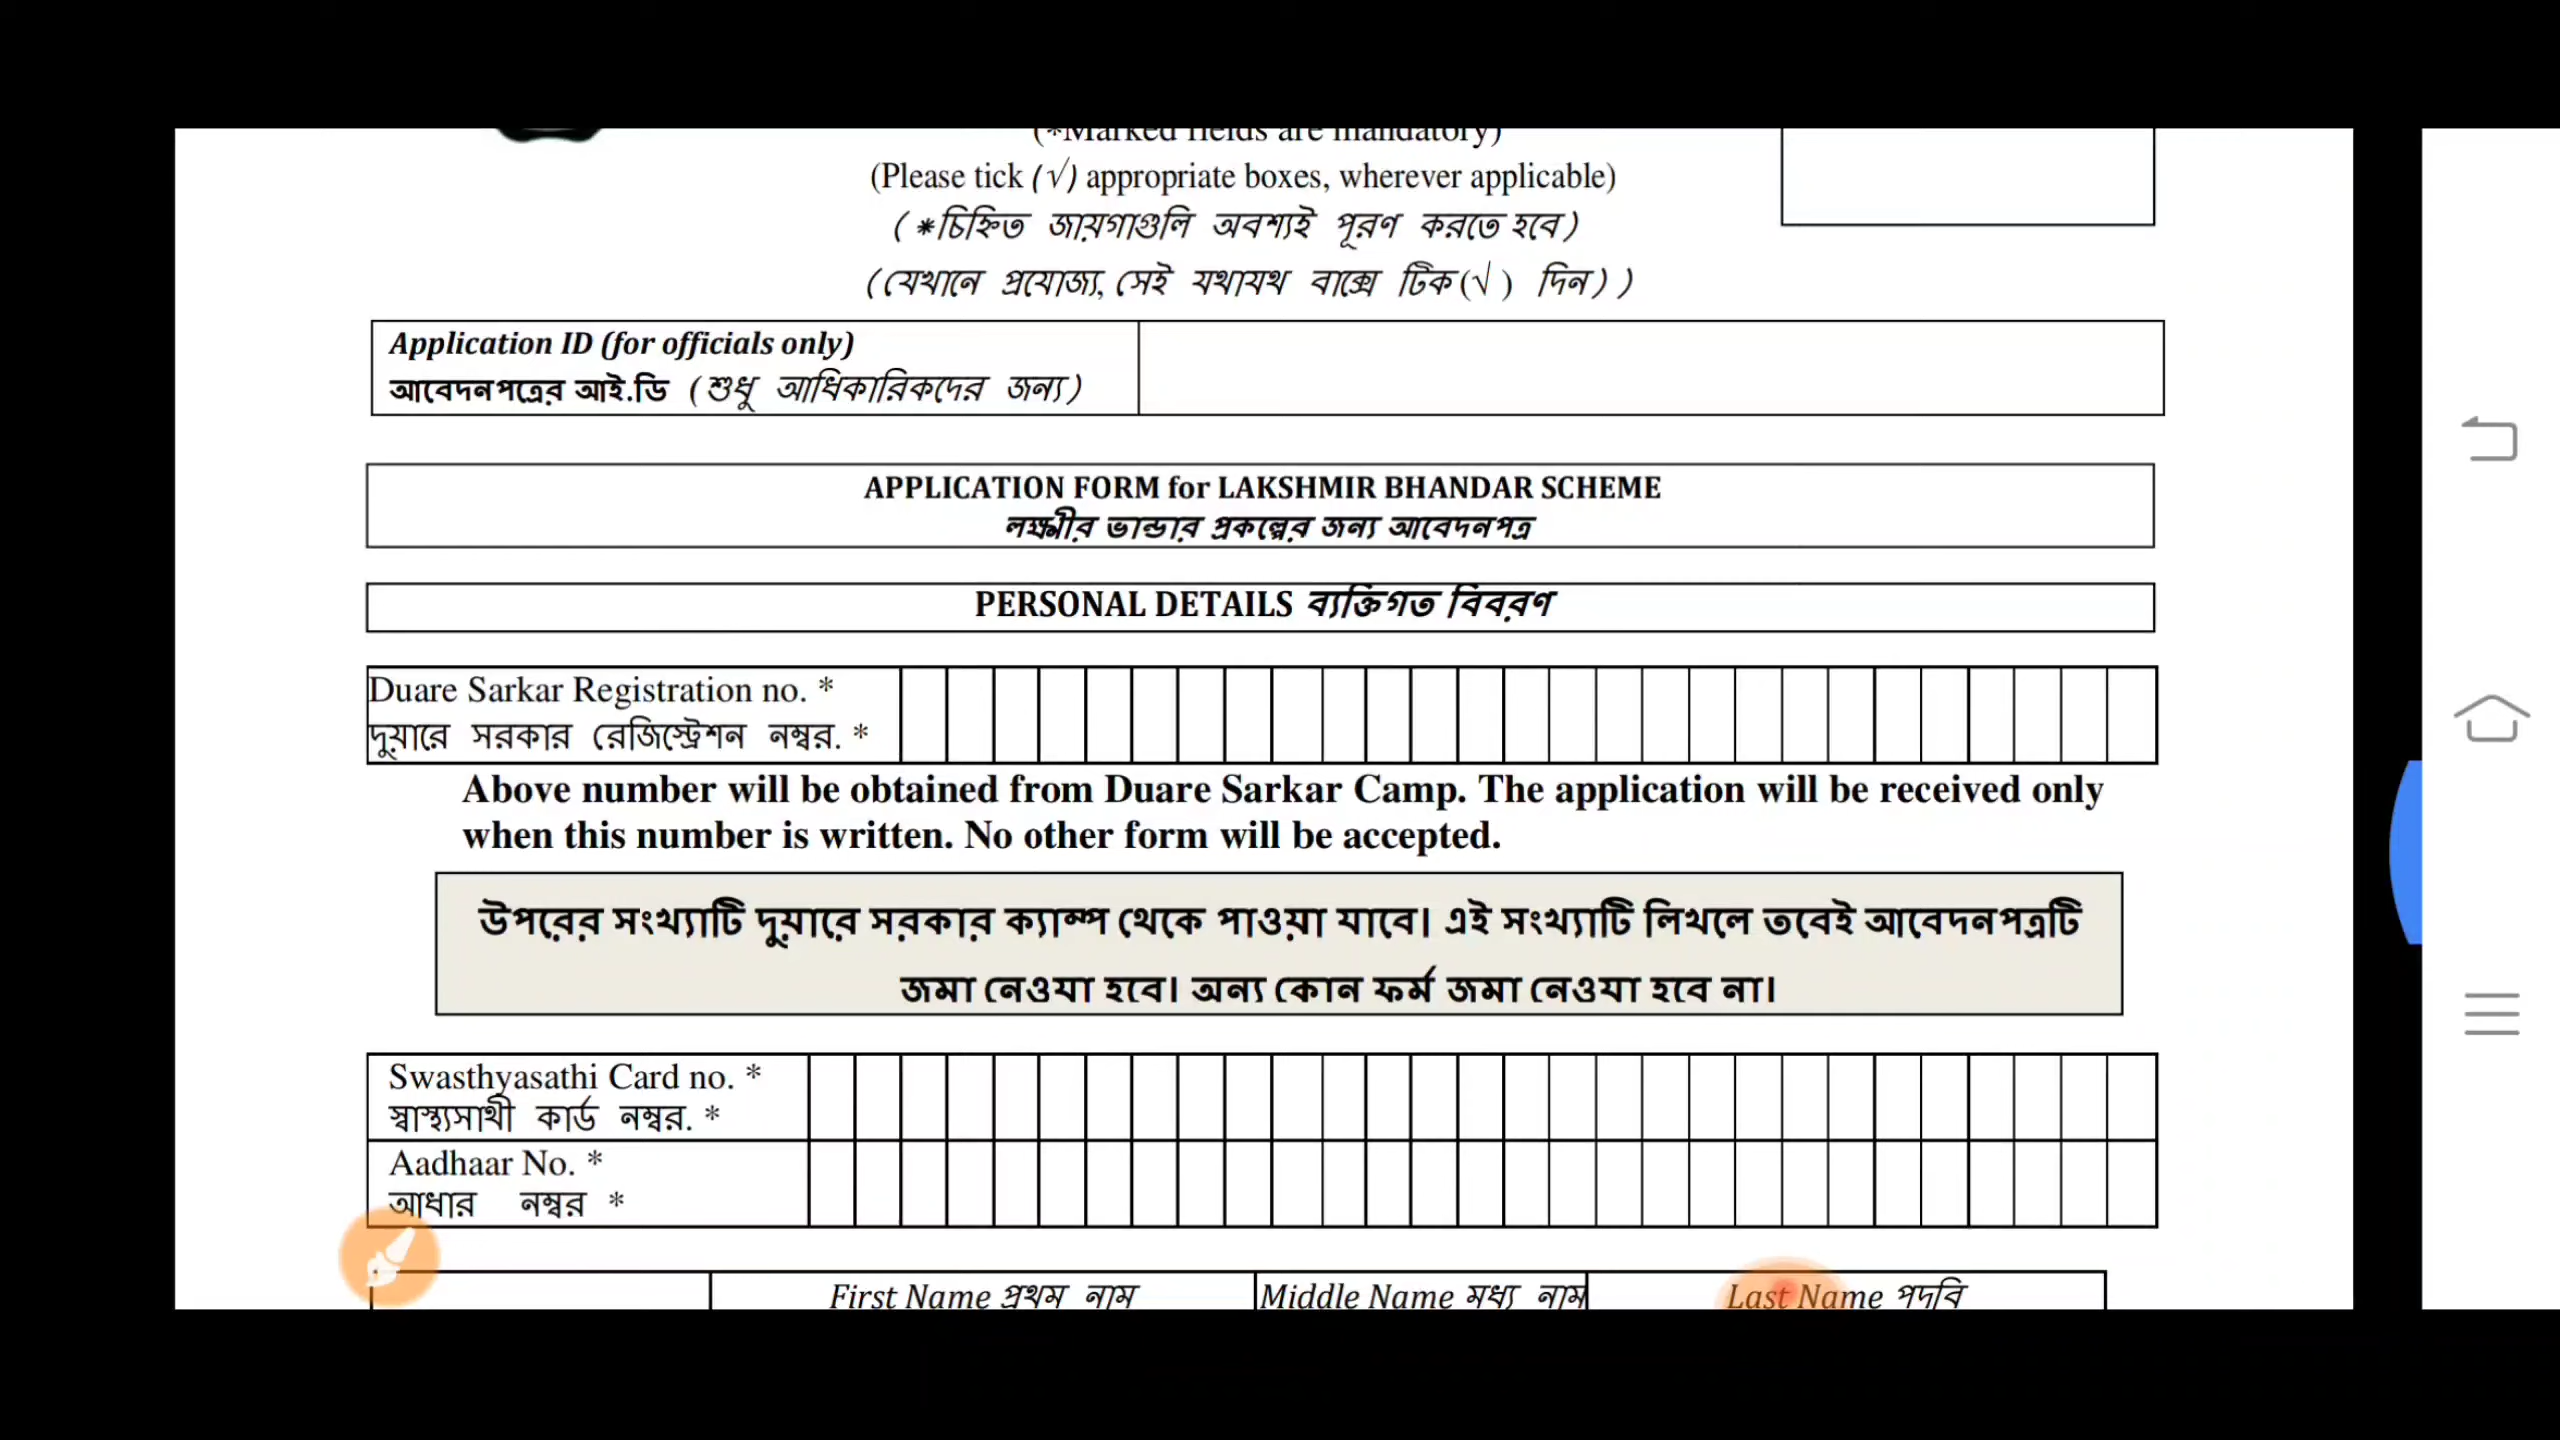 (*Marked fields are mandatory)
(Please tick (√) appropriate boxes, wherever applicable)
(*চিহ্নিত জায়গাগুলি অবশ্যই পূরণ করতে হবে)
(যেখানে প্রযোজ্য, সেই যথাযথ বাক্সে টিক(√) দিন))
Application ID (for officials only)
আবেদনপত্রের আই.ডি (শুধু আধিকারিকদের জন্য)
APPLICATION FORM for LAKSHMIR BHANDAR SCHEME
লক্ষ্মীর ভান্ডার প্রকল্পের জন্য আবেদনপত্র
PERSONAL DETAILS ব্যক্তিগত বিবরণ
Duare Sarkar Registration no. *
দুয়ারে সরকার রেজিস্ট্রেশন নম্বর. *
Above number will be obtained from Duare Sarkar Camp. The application will be received only
when this number is written. No other form will be accepted.
উপরের সংখ্যাটি দুয়ারে সরকার ক্যাম্প থেকে পাওয়া যাবে। এই সংখ্যাটি লিখলে তবেই আবেদনপত্রটি
জমা নেওয়া হবে। অন্য কোন ফর্ম জমা নেওয়া হবে না।
Swasthyasathi Card no. *
স্বাস্থ্যসাথী কার্ড নম্বর. *
Aadhaar No. *
আধার নম্বর *
First Name প্রথম নাম Middle Name মধ্য নাম Last Name পদবি